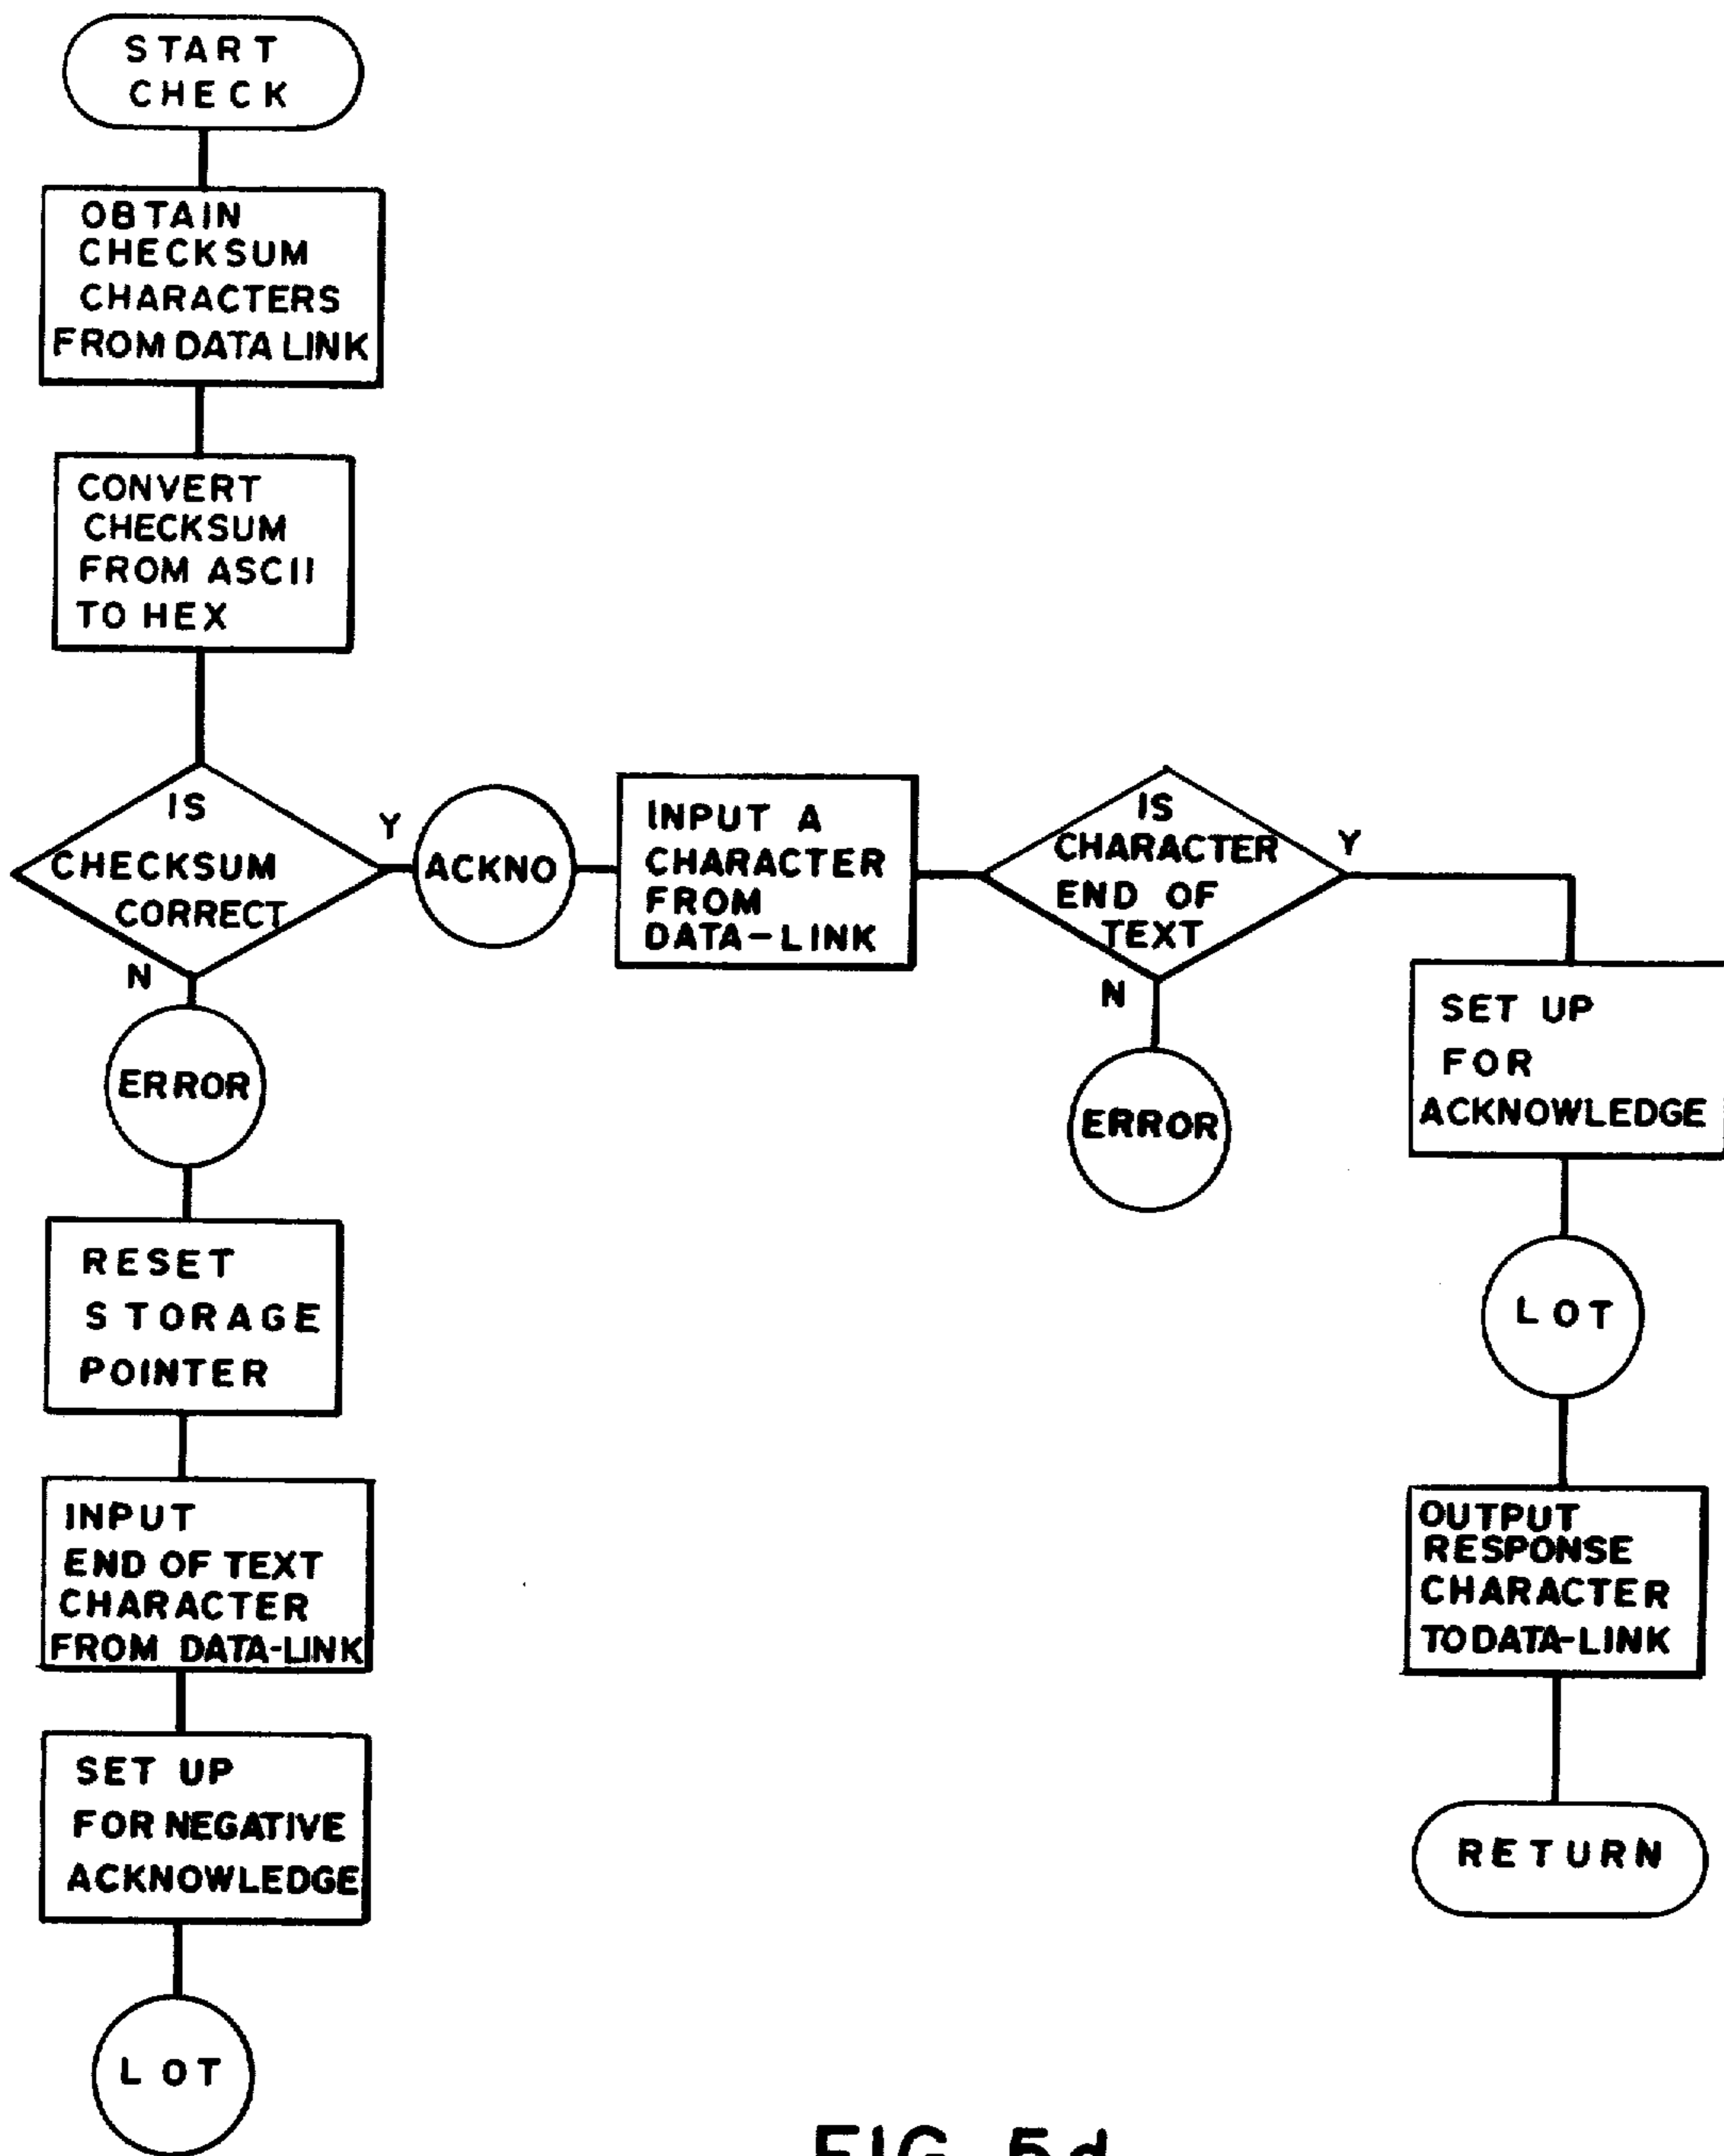 START
CHECK
OBTAIN
CHECKSUM
CHARACTERS
FROM DATA LINK
CONVERT
CHECKSUM
FROM ASCII
TO HEX
IS
CHECKSUM
CORRECT
Y
N
ACKNO
INPUT A
CHARACTER
FROM
DATA-LINK
IS
CHARACTER
END OF
TEXT
Y
N
ERROR
SET UP
FOR
ACKNOWLEDGE
LOT
OUTPUT
RESPONSE
CHARACTER
TO DATA-LINK
RETURN
ERROR
RESET
STORAGE
POINTER
INPUT
END OF TEXT
CHARACTER
FROM DATA-LINK
SET UP
FOR NEGATIVE
ACKNOWLEDGE
LOT
FIG. 5d